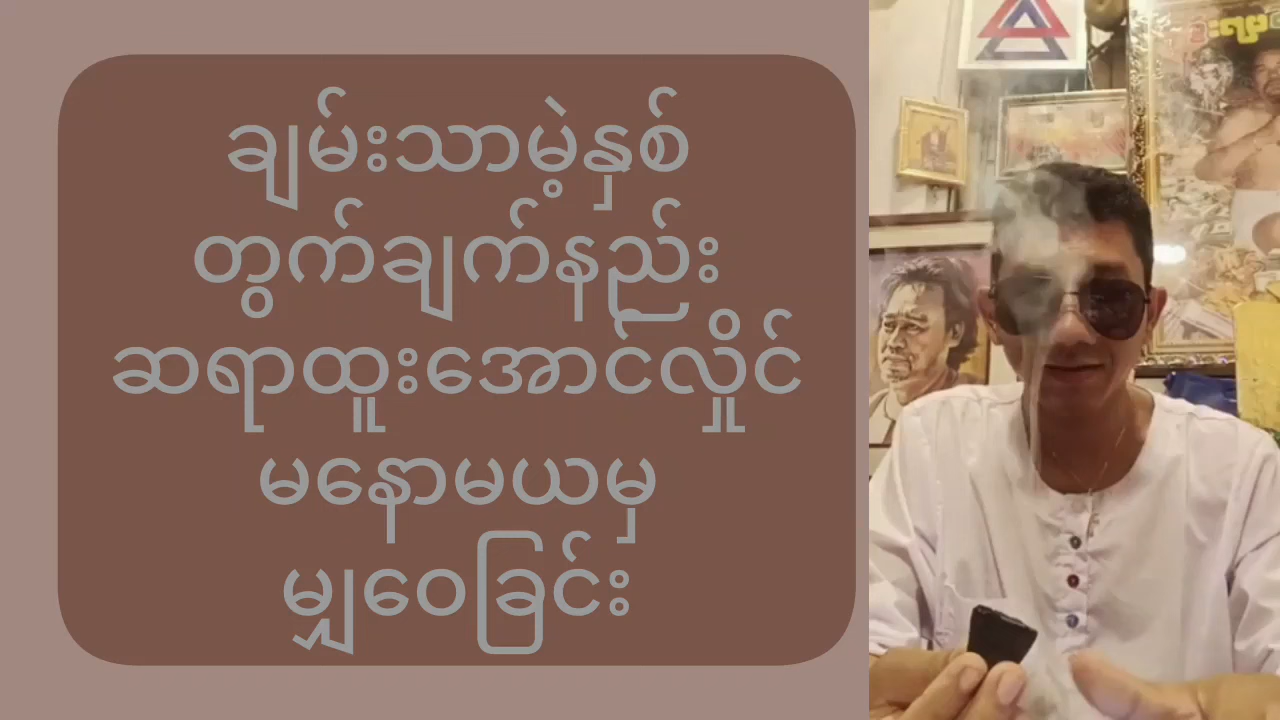 ချမ်းသာမဲ့နှစ်
တွက်ချက်နည်း
ဆရာထူးအောင်လှိုင်
မနောမယမှ
မျှဝေခြင်း